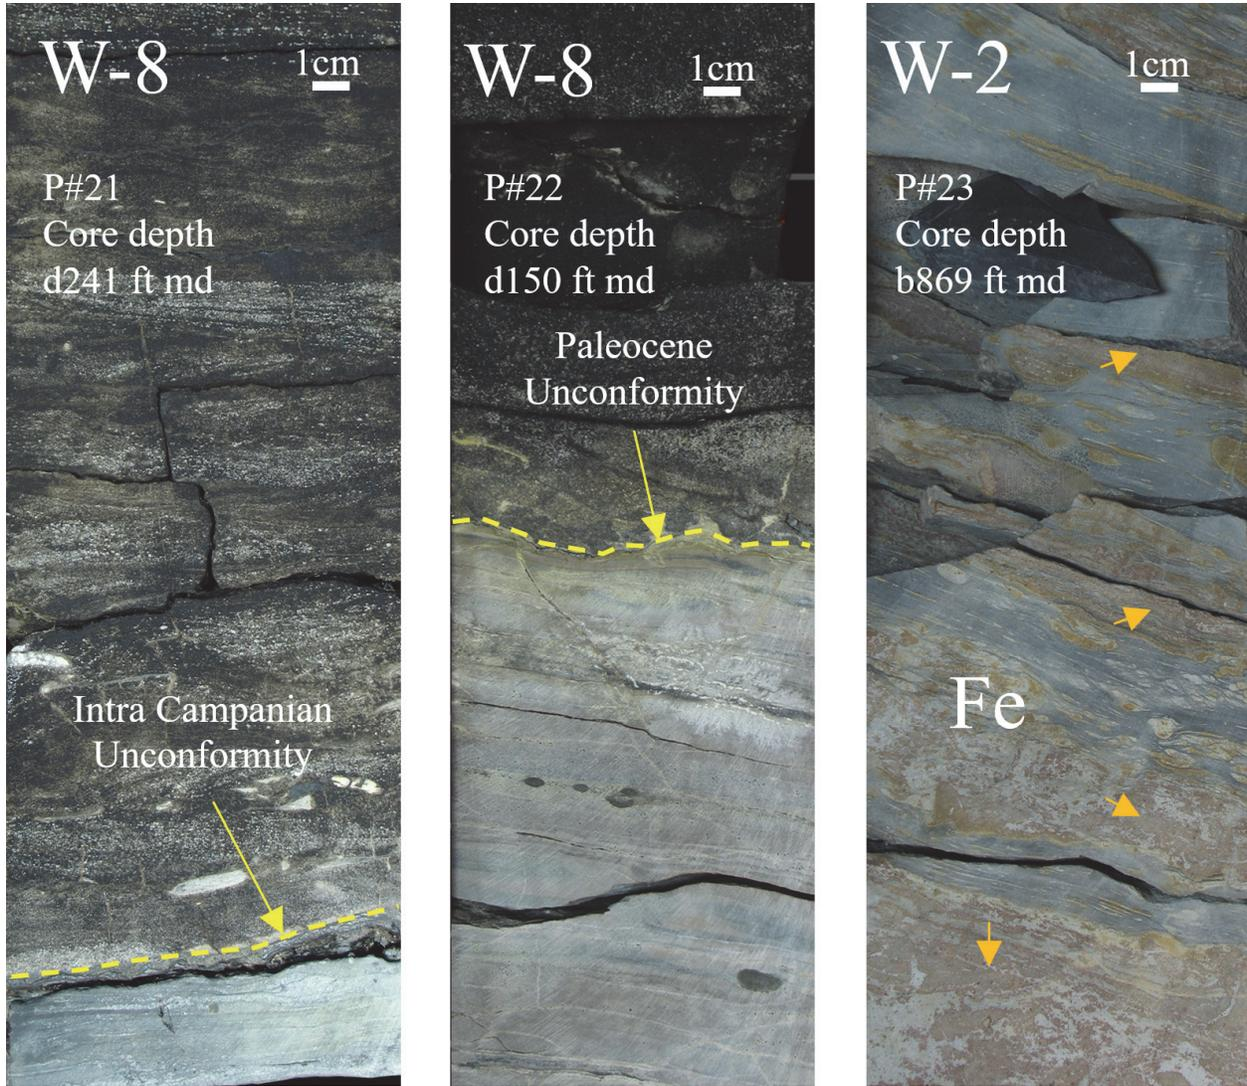 W-8
1cm
P#21
Core depth
d241 ft md
Intra Campanian
Unconformity
W-8
1cm
P#22
Core depth
d150 ft md
Paleocene
Unconformity
W-2
1cm
P#23
Core depth
b869 ft md
Fe